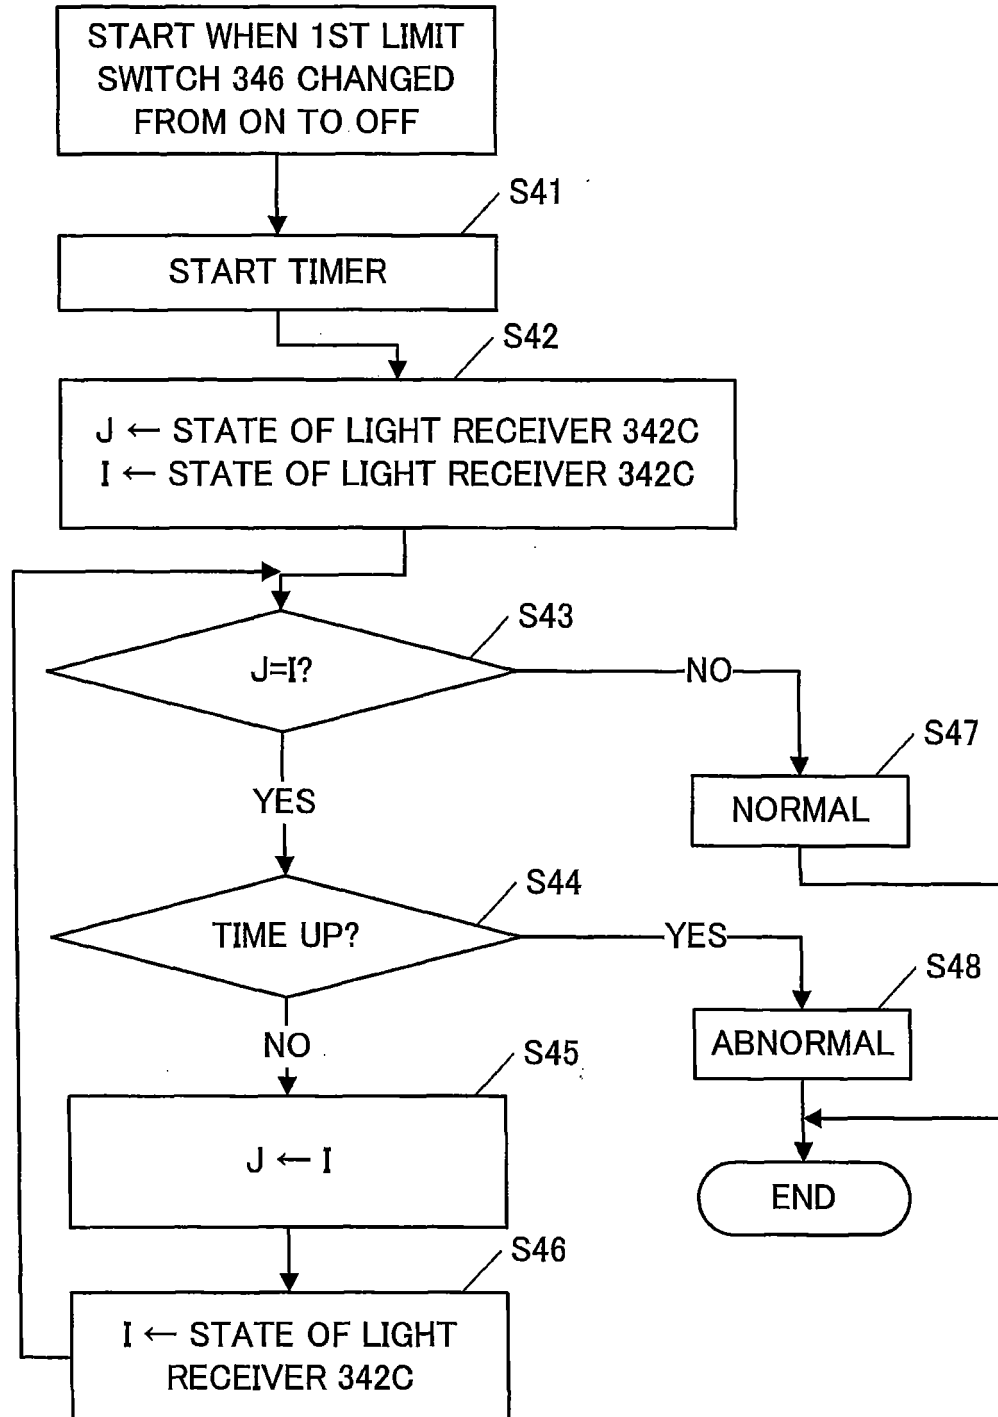 START WHEN 1ST LIMIT
SWITCH 346 CHANGED
FROM ON TO OFF
S41
START TIMER
S42
J ← STATE OF LIGHT RECEIVER 342C
I ← STATE OF LIGHT RECEIVER 342C
S43
J=I?
NO
S47
NORMAL
YES
S44
TIME UP?
YES
S48
ABNORMAL
NO
S45
J ← I
END
S46
I ← STATE OF LIGHT
RECEIVER 342C